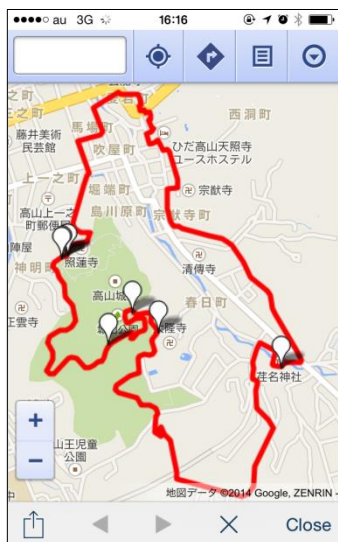 au 3G 16:16
之町
馬場町
西洞町
藤井美術
民芸館
吹屋町
ひだ高山天照寺
ユースホステル
上一之町
堀端町
宗猷寺
高山上一之
町郵便局
島川原町
宗猷寺町
陣屋
神明町
照蓮寺
清傳寺
高山城
春日町
正雲寺
荏名神社
+
−
山王児童
公園
地図データ ©2014 Google, ZENRIN -
Close